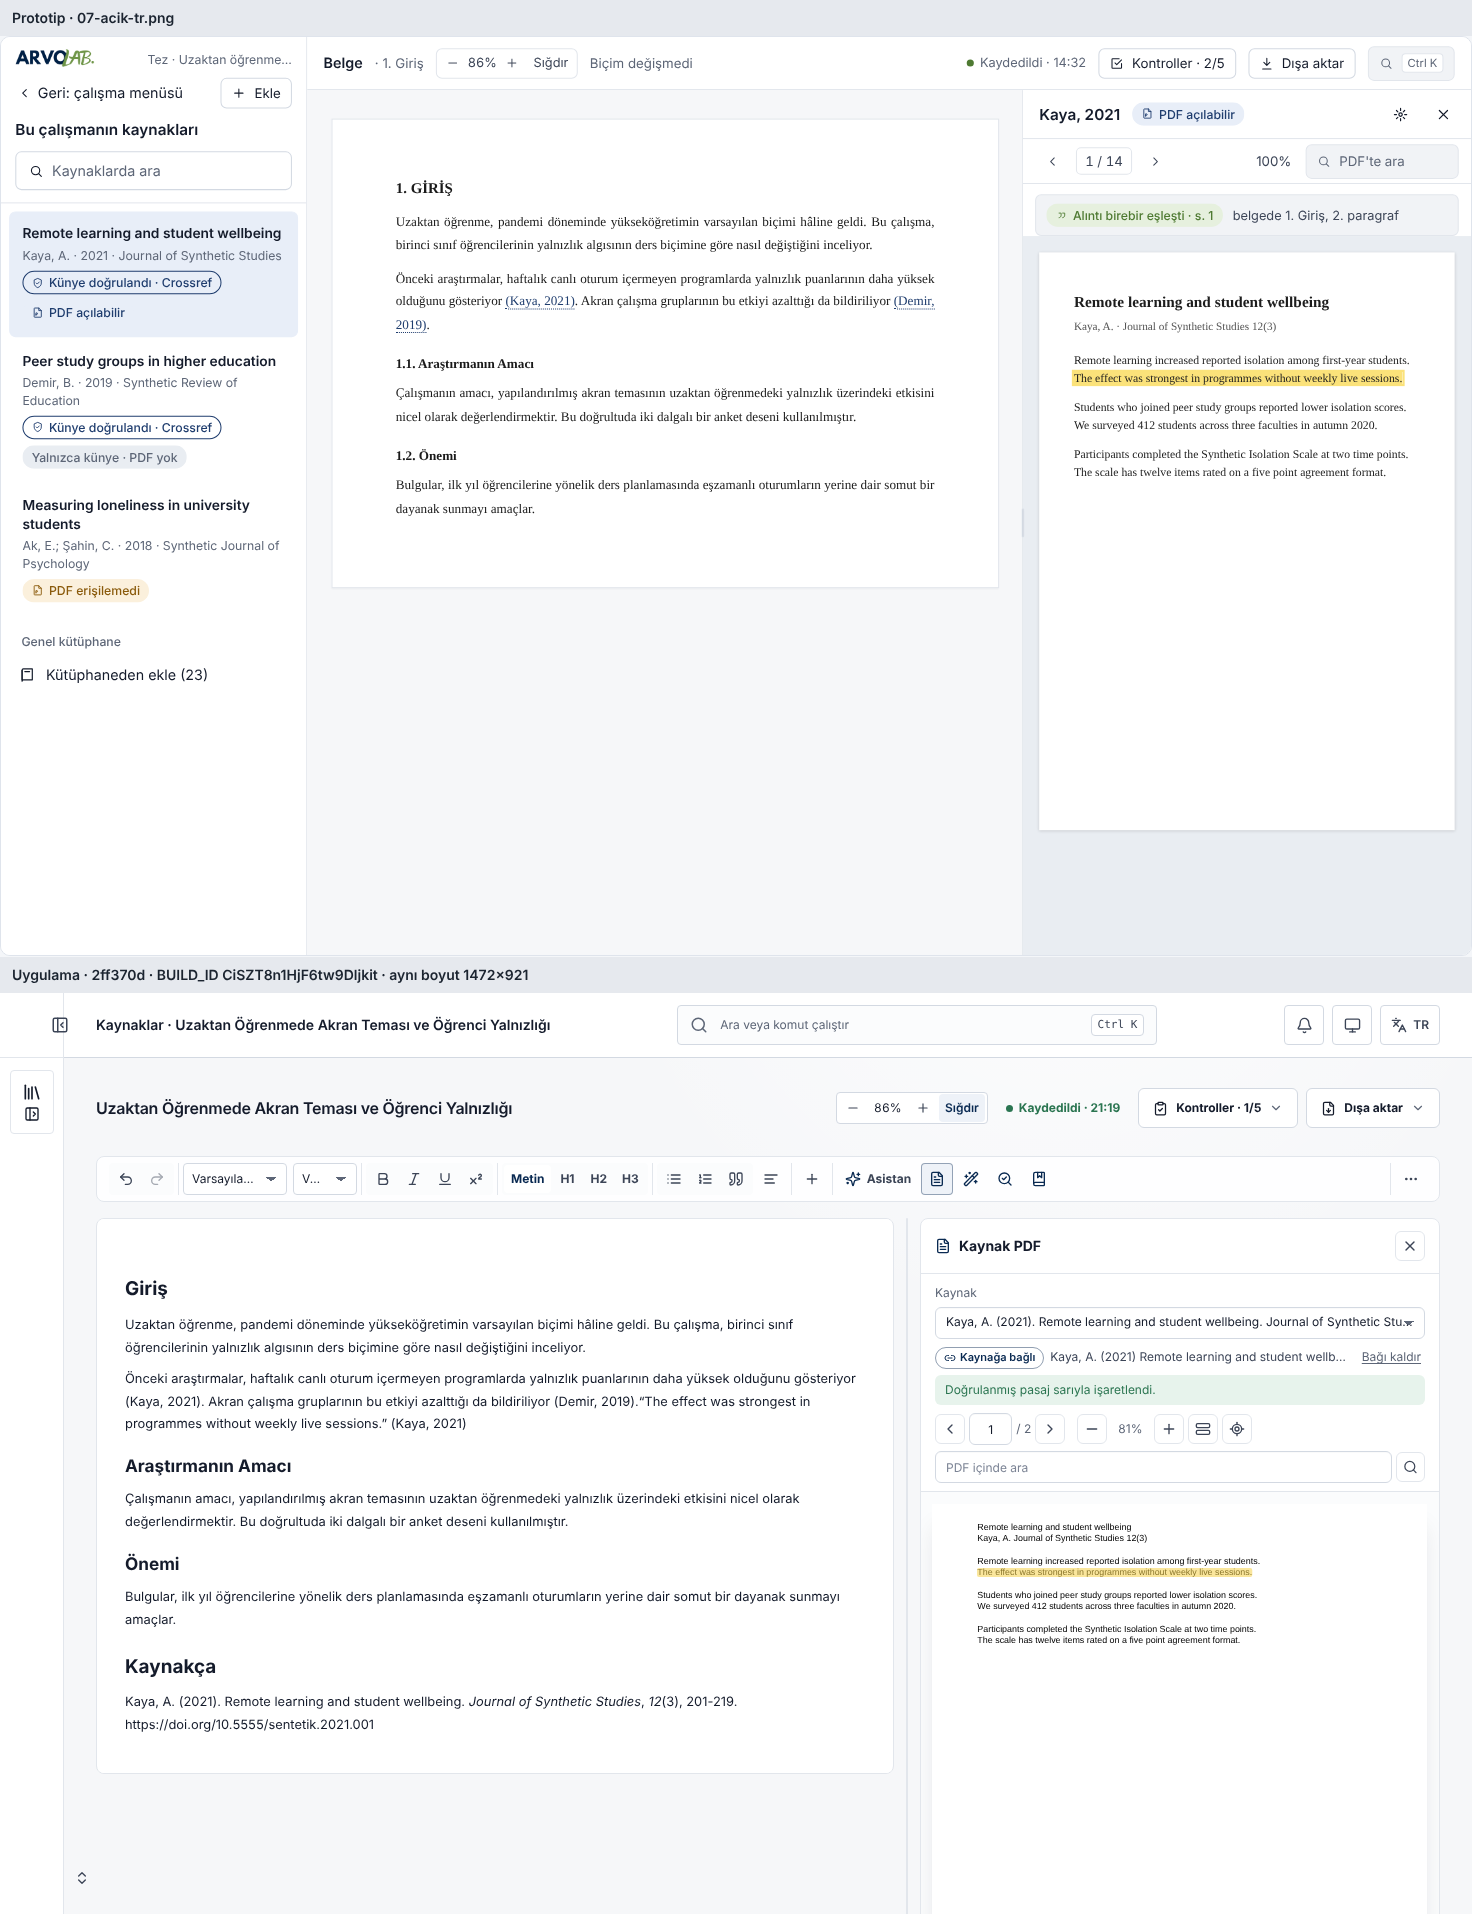 Prototip · 07-acik-tr.png
ARVOLAB.
Tez · Uzaktan öğrenme...
Geri: çalışma menüsü
Ekle
Bu çalışmanın kaynakları
Kaynaklarda ara
Remote learning and student wellbeing
Kaya, A. · 2021 · Journal of Synthetic Studies
Künye doğrulandı · Crossref
PDF açılabilir
Peer study groups in higher education
Demir, B. · 2019 · Synthetic Review of
Education
Künye doğrulandı · Crossref
Yalnızca künye · PDF yok
Measuring loneliness in university
students
Ak, E.; Şahin, C. · 2018 · Synthetic Journal of
Psychology
PDF erişilemedi
Genel kütüphane
Kütüphaneden ekle (23)
Belge · 1. Giriş
86%
Sığdır
Biçim değişmedi
Kaydedildi · 14:32
Kontroller · 2/5
Dışa aktar
Ctrl K
1. GİRİŞ
Uzaktan öğrenme, pandemi döneminde yükseköğretimin varsayılan biçimi hâline geldi. Bu çalışma,
birinci sınıf öğrencilerinin yalnızlık algısının ders biçimine göre nasıl değiştiğini inceliyor.
Önceki araştırmalar, haftalık canlı oturum içermeyen programlarda yalnızlık puanlarının daha yüksek
olduğunu gösteriyor (Kaya, 2021). Akran çalışma gruplarının bu etkiyi azalttığı da bildiriliyor (Demir,
2019).
1.1. Araştırmanın Amacı
Çalışmanın amacı, yapılandırılmış akran temasının uzaktan öğrenmedeki yalnızlık üzerindeki etkisini
nicel olarak değerlendirmektir. Bu doğrultuda iki dalgalı bir anket deseni kullanılmıştır.
1.2. Önemi
Bulgular, ilk yıl öğrencilerine yönelik ders planlamasında eşzamanlı oturumların yerine dair somut bir
dayanak sunmayı amaçlar.
Kaya, 2021
PDF açılabilir
1 / 14
100%
PDF'te ara
Alıntı birebir eşleşti · s. 1
belgede 1. Giriş, 2. paragraf
Remote learning and student wellbeing
Kaya, A. · Journal of Synthetic Studies 12(3)
Remote learning increased reported isolation among first-year students.
The effect was strongest in programmes without weekly live sessions.
Students who joined peer study groups reported lower isolation scores.
We surveyed 412 students across three faculties in autumn 2020.
Participants completed the Synthetic Isolation Scale at two time points.
The scale has twelve items rated on a five point agreement format.
Uygulama · 2ff370d · BUILD_ID CiSZT8n1HjF6tw9Dljkit · aynı boyut 1472×921
Kaynaklar · Uzaktan Öğrenmede Akran Teması ve Öğrenci Yalnızlığı
Ara veya komut çalıştır
Ctrl K
TR
Uzaktan Öğrenmede Akran Teması ve Öğrenci Yalnızlığı
86%
Sığdır
Kaydedildi · 21:19
Kontroller · 1/5
Dışa aktar
Varsayıla...
V...
B I U x²
Metin H1 H2 H3
Asistan
Giriş
Uzaktan öğrenme, pandemi döneminde yükseköğretimin varsayılan biçimi hâline geldi. Bu çalışma, birinci sınıf
öğrencilerinin yalnızlık algısının ders biçimine göre nasıl değiştiğini inceliyor.
Önceki araştırmalar, haftalık canlı oturum içermeyen programlarda yalnızlık puanlarının daha yüksek olduğunu gösteriyor
(Kaya, 2021). Akran çalışma gruplarının bu etkiyi azalttığı da bildiriliyor (Demir, 2019).“The effect was strongest in
programmes without weekly live sessions.” (Kaya, 2021)
Araştırmanın Amacı
Çalışmanın amacı, yapılandırılmış akran temasının uzaktan öğrenmedeki yalnızlık üzerindeki etkisini nicel olarak
değerlendirmektir. Bu doğrultuda iki dalgalı bir anket deseni kullanılmıştır.
Önemi
Bulgular, ilk yıl öğrencilerine yönelik ders planlamasında eşzamanlı oturumların yerine dair somut bir dayanak sunmayı
amaçlar.
Kaynakça
Kaya, A. (2021). Remote learning and student wellbeing. Journal of Synthetic Studies, 12(3), 201-219.
https://doi.org/10.5555/sentetik.2021.001
Kaynak PDF
Kaynak
Kaya, A. (2021). Remote learning and student wellbeing. Journal of Synthetic Stu...
Kaynağa bağlı
Kaya, A. (2021) Remote learning and student wellb...
Bağı kaldır
Doğrulanmış pasaj sarıyla işaretlendi.
1 / 2
81%
PDF içinde ara
Remote learning and student wellbeing
Kaya, A. Journal of Synthetic Studies 12(3)
Remote learning increased reported isolation among first-year students.
The effect was strongest in programmes without weekly live sessions.
Students who joined peer study groups reported lower isolation scores.
We surveyed 412 students across three faculties in autumn 2020.
Participants completed the Synthetic Isolation Scale at two time points.
The scale has twelve items rated on a five point agreement format.